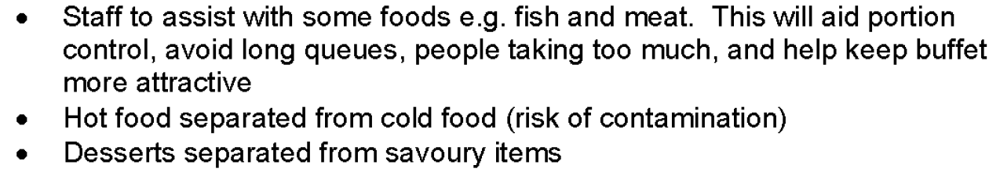 • Staff to assist with some foods e.g. fish and meat.  This will aid portion
control, avoid long queues, people taking too much, and help keep buffet
more attractive
• Hot food separated from cold food (risk of contamination)
• Desserts separated from savoury items